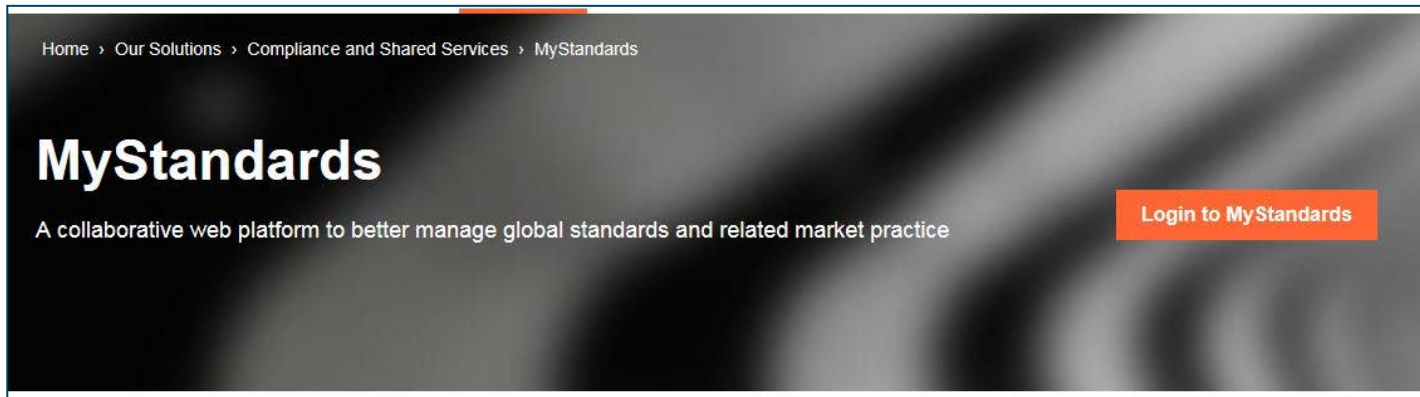 Home › Our Solutions › Compliance and Shared Services › MyStandards
MyStandards
A collaborative web platform to better manage global standards and related market practice
Login to MyStandards